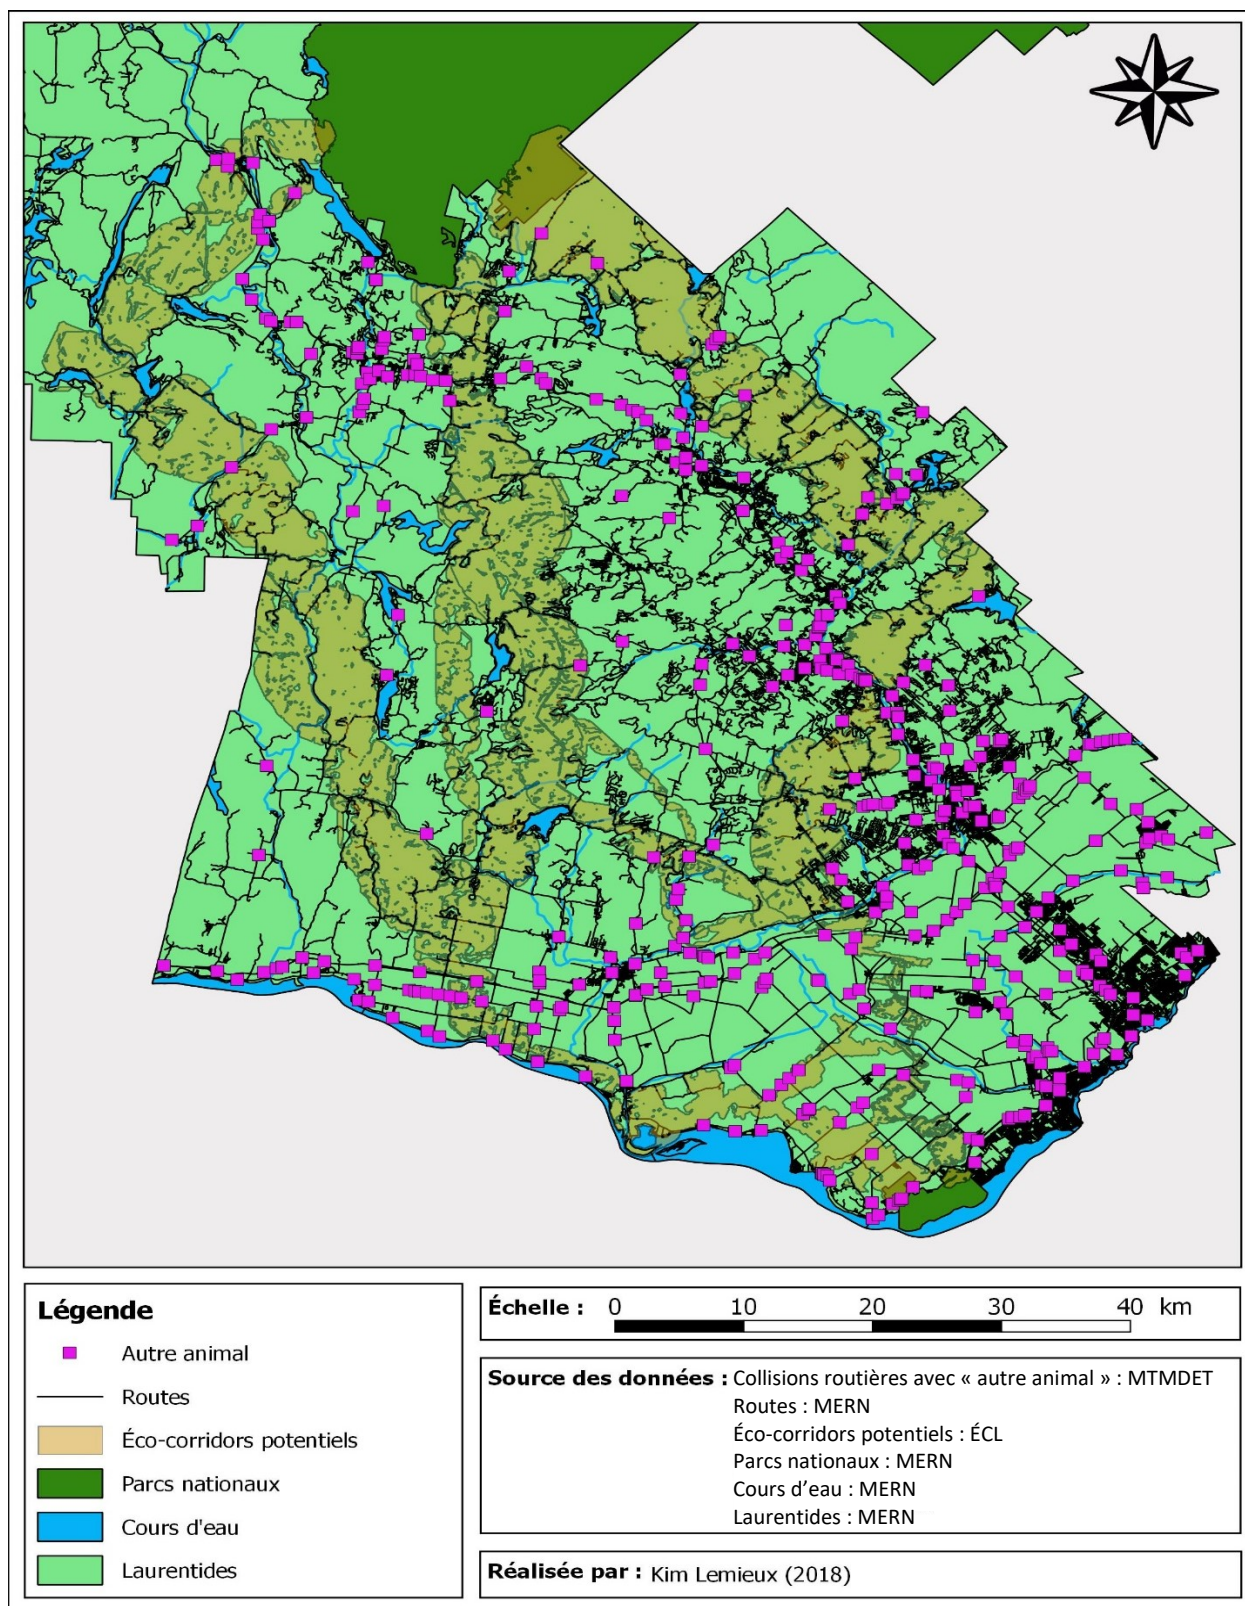 Légende
Autre animal
Routes
Éco-corridors potentiels
Parcs nationaux
Cours d'eau
Laurentides
Échelle : 0 10 20 30 40 km
Source des données : Collisions routières avec « autre animal » : MTMDET
Routes : MERN
Éco-corridors potentiels : ÉCL
Parcs nationaux : MERN
Cours d’eau : MERN
Laurentides : MERN
Réalisée par : Kim Lemieux (2018)